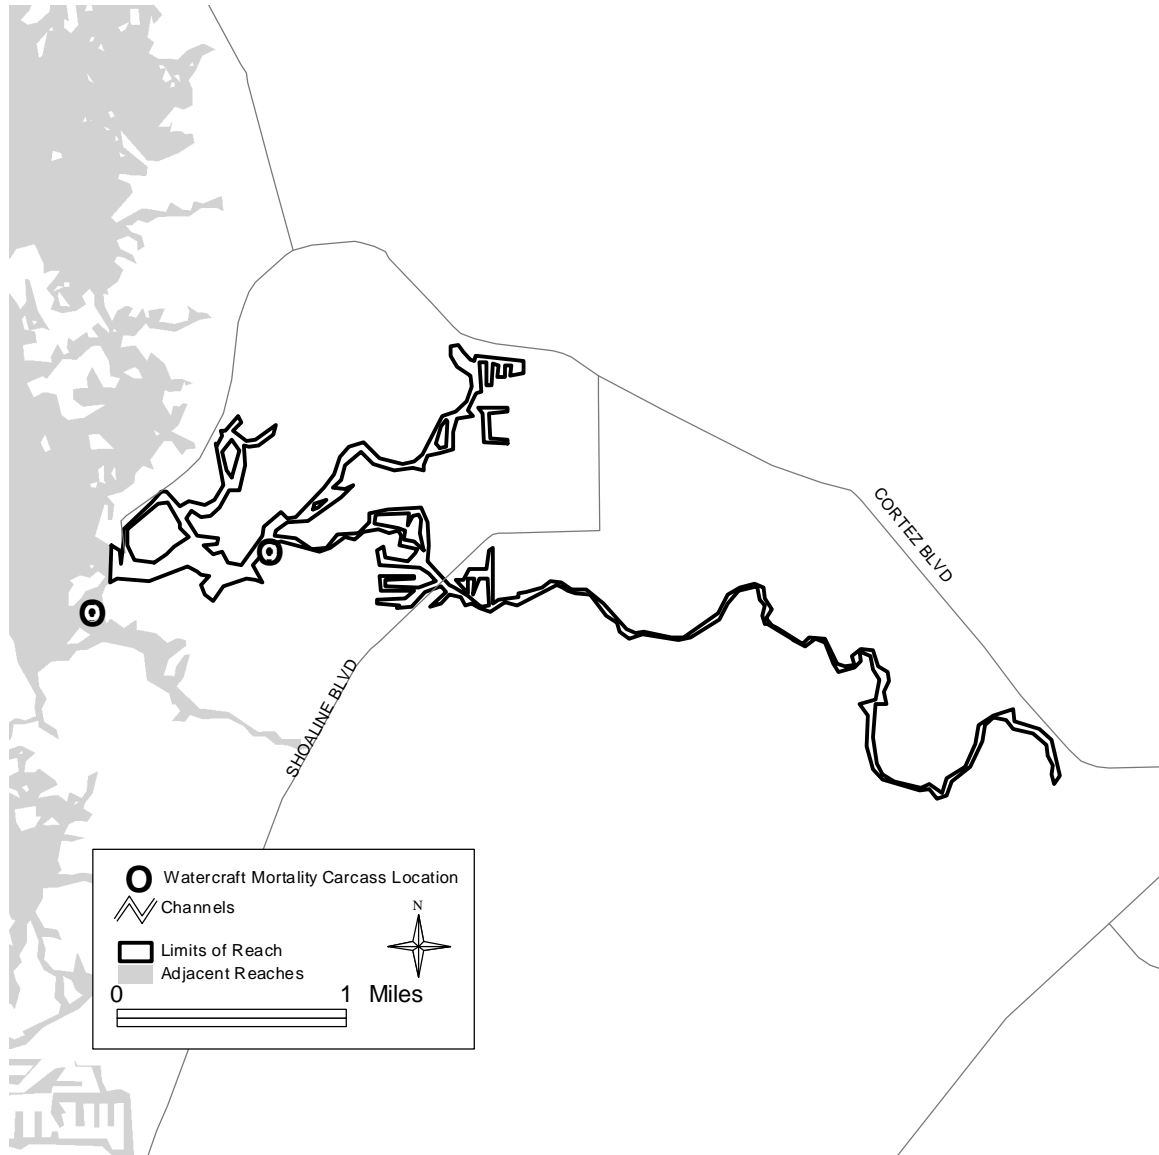 CORTEZ BLVD
SHOALINE BLVD
Watercraft Mortality Carcass Location
Channels
N
Limits of Reach
Adjacent Reaches
0 1 Miles